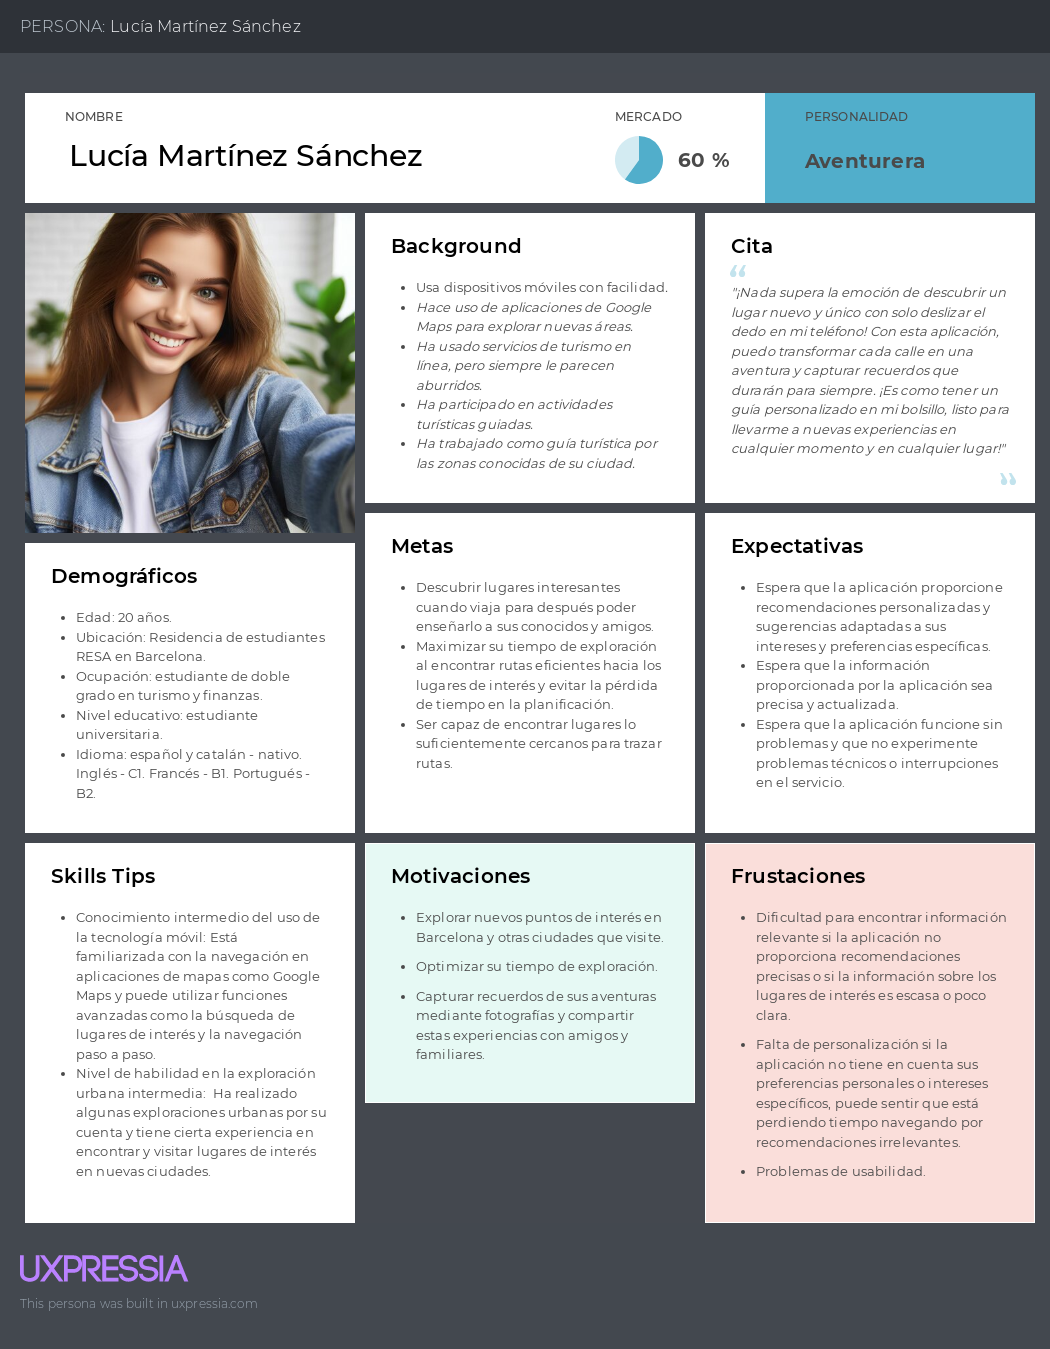 PERSONA: Lucía Martínez Sánchez
NOMBRE
Lucía Martínez Sánchez
MERCADO
60 %
PERSONALIDAD
Aventurera
Background
Usa dispositivos móviles con facilidad.
Hace uso de aplicaciones de Google
Maps para explorar nuevas áreas.
Ha usado servicios de turismo en
línea, pero siempre le parecen
aburridos.
Ha participado en actividades
turísticas guiadas.
Ha trabajado como guía turística por
las zonas conocidas de su ciudad.
Cita
“
"¡Nada supera la emoción de descubrir un
lugar nuevo y único con solo deslizar el
dedo en mi teléfono! Con esta aplicación,
puedo transformar cada calle en una
aventura y capturar recuerdos que
durarán para siempre. ¡Es como tener un
guía personalizado en mi bolsillo, listo para
llevarme a nuevas experiencias en
cualquier momento y en cualquier lugar!"
”
Demográficos
Edad: 20 años.
Ubicación: Residencia de estudiantes
RESA en Barcelona.
Ocupación: estudiante de doble
grado en turismo y finanzas.
Nivel educativo: estudiante
universitaria.
Idioma: español y catalán - nativo.
Inglés - C1. Francés - B1. Portugués -
B2.
Metas
Descubrir lugares interesantes
cuando viaja para después poder
enseñarlo a sus conocidos y amigos.
Maximizar su tiempo de exploración
al encontrar rutas eficientes hacia los
lugares de interés y evitar la pérdida
de tiempo en la planificación.
Ser capaz de encontrar lugares lo
suficientemente cercanos para trazar
rutas.
Expectativas
Espera que la aplicación proporcione
recomendaciones personalizadas y
sugerencias adaptadas a sus
intereses y preferencias específicas.
Espera que la información
proporcionada por la aplicación sea
precisa y actualizada.
Espera que la aplicación funcione sin
problemas y que no experimente
problemas técnicos o interrupciones
en el servicio.
Skills Tips
Conocimiento intermedio del uso de
la tecnología móvil: Está
familiarizada con la navegación en
aplicaciones de mapas como Google
Maps y puede utilizar funciones
avanzadas como la búsqueda de
lugares de interés y la navegación
paso a paso.
Nivel de habilidad en la exploración
urbana intermedia:  Ha realizado
algunas exploraciones urbanas por su
cuenta y tiene cierta experiencia en
encontrar y visitar lugares de interés
en nuevas ciudades.
Motivaciones
Explorar nuevos puntos de interés en
Barcelona y otras ciudades que visite.
Optimizar su tiempo de exploración.
Capturar recuerdos de sus aventuras
mediante fotografías y compartir
estas experiencias con amigos y
familiares.
Frustaciones
Dificultad para encontrar información
relevante si la aplicación no
proporciona recomendaciones
precisas o si la información sobre los
lugares de interés es escasa o poco
clara.
Falta de personalización si la
aplicación no tiene en cuenta sus
preferencias personales o intereses
específicos, puede sentir que está
perdiendo tiempo navegando por
recomendaciones irrelevantes.
Problemas de usabilidad.
UXPRESSIA
This persona was built in uxpressia.com